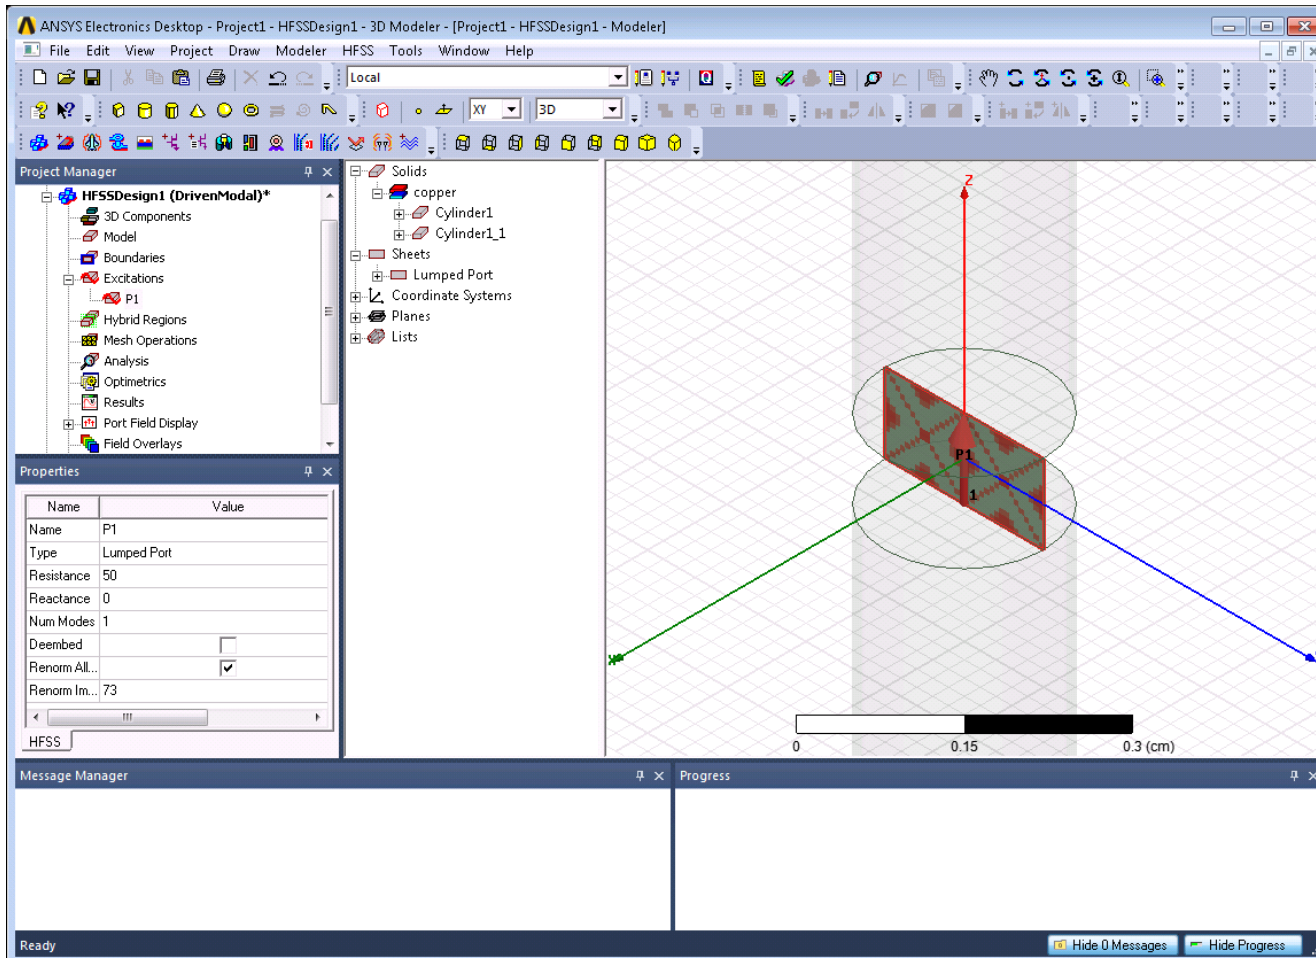 ANSYS Electronics Desktop - Project1 - HFSSDesign1 - 3D Modeler - [Project1 - HFSSDesign1 - Modeler]
File Edit View Project Draw Modeler HFSS Tools Window Help
Local
XY 3D
Project Manager
HFSSDesign1 (DrivenModal)*
3D Components
Model
Boundaries
Excitations
P1
Hybrid Regions
Mesh Operations
Analysis
Optimetrics
Results
Port Field Display
Field Overlays
Solids
copper
Cylinder1
Cylinder1_1
Sheets
Lumped Port
Coordinate Systems
Planes
Lists
Z
P1
1
0 0.15 0.3 (cm)
Properties
Name Value
Name P1
Type Lumped Port
Resistance 50
Reactance 0
Num Modes 1
Deembed
Renorm All...
Renorm Im... 73
HFSS
Message Manager
Progress
Ready
Hide 0 Messages
Hide Progress